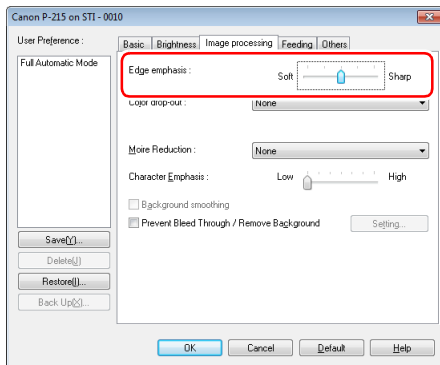 Canon P-215 on STI - 0010
User Preference :
Full Automatic Mode
Save(Y)...
Delete(J)
Restore(I)...
Back Up(X)...
Basic Brightness Image processing Feeding Others
Edge emphasis :
Soft Sharp
Color drop-out :
None
Moire Reduction :
None
Character Emphasis :
Low High
Background smoothing
Prevent Bleed Through / Remove Background
Setting...
OK Cancel Default Help